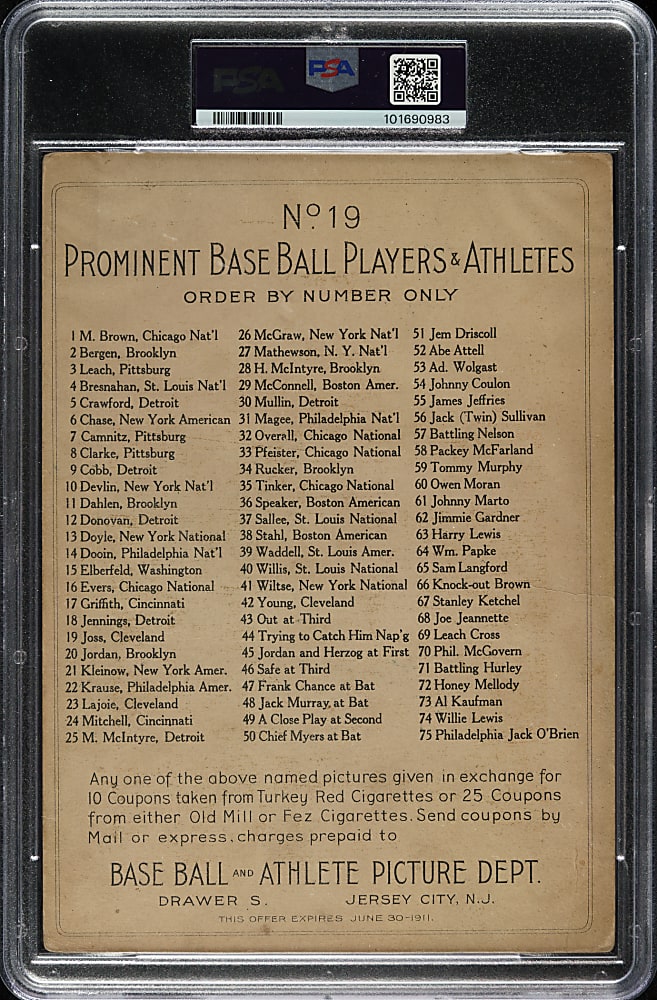 PSA
PSA
101690983
Nº 19
PROMINENT BASE BALL PLAYERS & ATHLETES
ORDER BY NUMBER ONLY
1 M. Brown, Chicago Nat'l
2 Bergen, Brooklyn
3 Leach, Pittsburg
4 Bresnahan, St. Louis Nat'l
5 Crawford, Detroit
6 Chase, New York American
7 Camnitz, Pittsburg
8 Clarke, Pittsburg
9 Cobb, Detroit
10 Devlin, New York Nat'l
11 Dahlen, Brooklyn
12 Donovan, Detroit
13 Doyle, New York National
14 Dooin, Philadelphia Nat'l
15 Elberfeld, Washington
16 Evers, Chicago National
17 Griffith, Cincinnati
18 Jennings, Detroit
19 Joss, Cleveland
20 Jordan, Brooklyn
21 Kleinow, New York Amer.
22 Krause, Philadelphia Amer.
23 Lajoie, Cleveland
24 Mitchell, Cincinnati
25 M. McIntyre, Detroit
26 McGraw, New York Nat'l
27 Mathewson, N. Y. Nat'l
28 H. McIntyre, Brooklyn
29 McConnell, Boston Amer.
30 Mullin, Detroit
31 Magee, Philadelphia Nat'l
32 Overall, Chicago National
33 Pfeister, Chicago National
34 Rucker, Brooklyn
35 Tinker, Chicago National
36 Speaker, Boston American
37 Sallee, St. Louis National
38 Stahl, Boston American
39 Waddell, St. Louis Amer.
40 Willis, St. Louis National
41 Wiltse, New York National
42 Young, Cleveland
43 Out at Third
44 Trying to Catch Him Nap'g
45 Jordan and Herzog at First
46 Safe at Third
47 Frank Chance at Bat
48 Jack Murray, at Bat
49 A Close Play at Second
50 Chief Myers at Bat
51 Jem Driscoll
52 Abe Attell
53 Ad. Wolgast
54 Johnny Coulon
55 James Jeffries
56 Jack (Twin) Sullivan
57 Battling Nelson
58 Packey McFarland
59 Tommy Murphy
60 Owen Moran
61 Johnny Marto
62 Jimmie Gardner
63 Harry Lewis
64 Wm. Papke
65 Sam Langford
66 Knock-out Brown
67 Stanley Ketchel
68 Joe Jeannette
69 Leach Cross
70 Phil. McGovern
71 Battling Hurley
72 Honey Mellody
73 Al Kaufman
74 Willie Lewis
75 Philadelphia Jack O'Brien
Any one of the above named pictures given in exchange for
10 Coupons taken from Turkey Red Cigarettes or 25 Coupons
from either Old Mill or Fez Cigarettes. Send coupons by
Mail or express, charges prepaid to
BASE BALL AND ATHLETE PICTURE DEPT.
DRAWER S. JERSEY CITY, N.J.
THIS OFFER EXPIRES JUNE 30-1911.